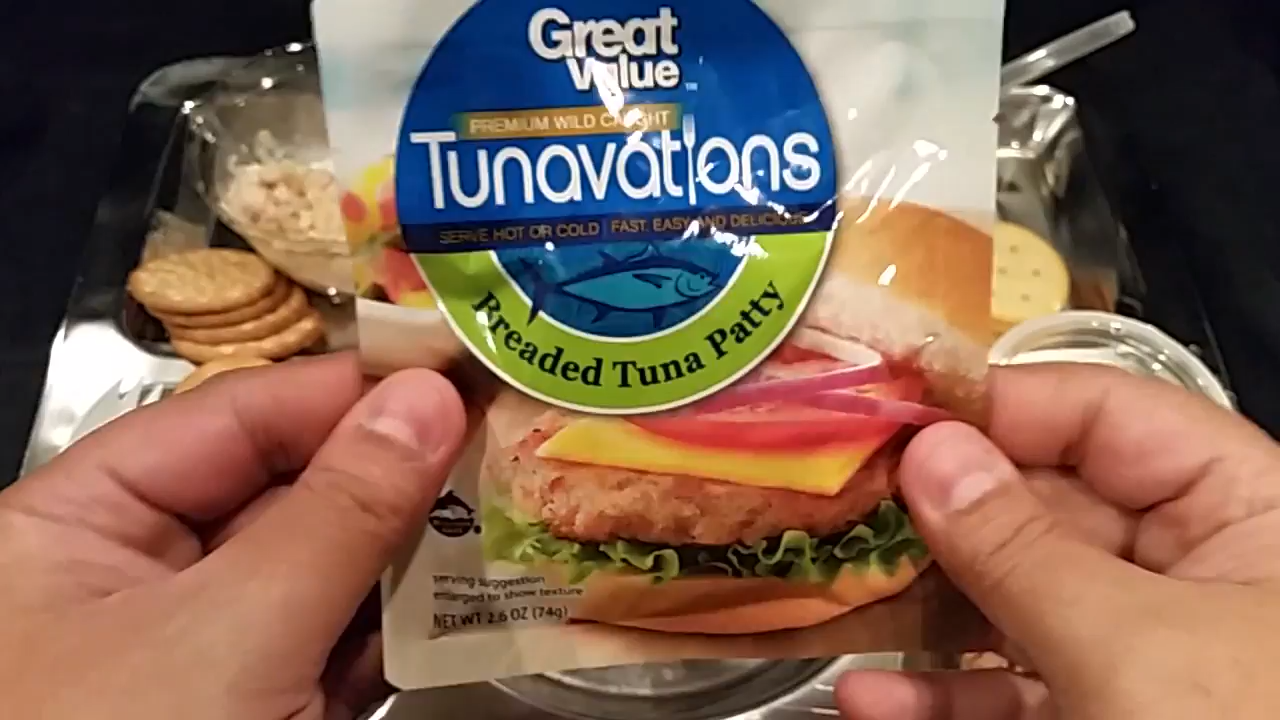 Great
Value
PREMIUM WILD CAUGHT
Tunavations
SERVE HOT OR COLD | FAST, EASY AND DELICIOUS
Breaded Tuna Patty
serving suggestion
enlarged to show texture
NET WT 2.6 OZ (74g)